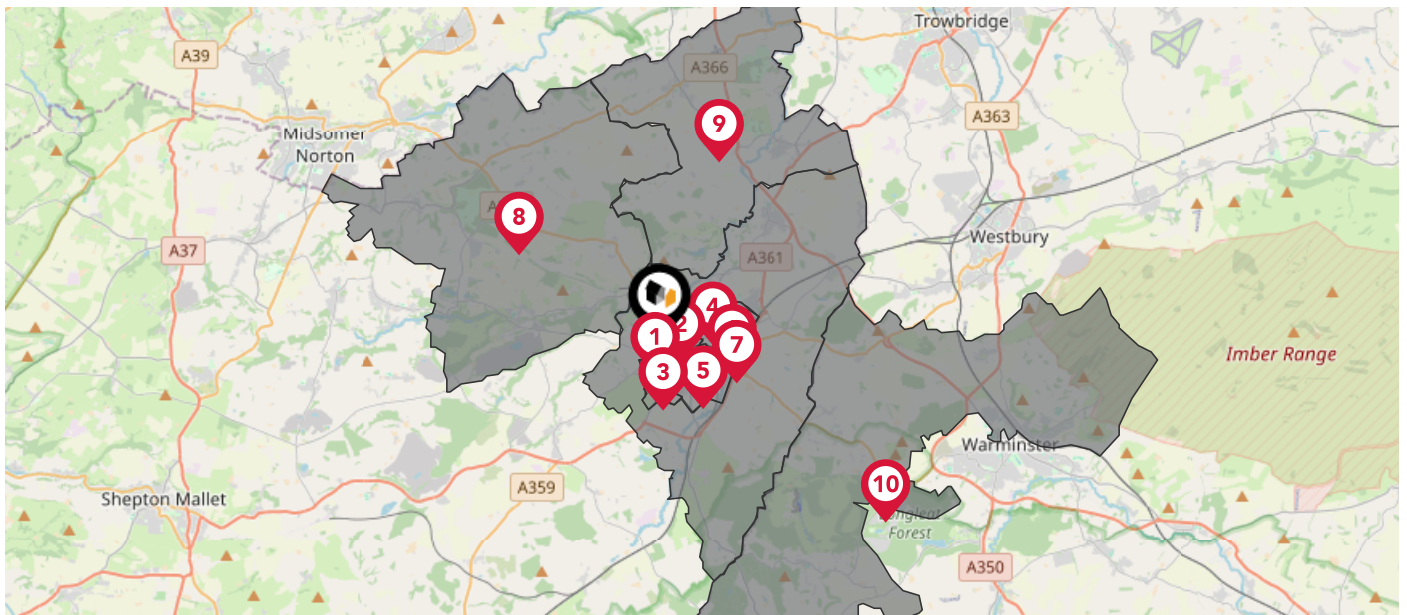 Trowbridge
A39
A366
A363
9
Midsomer
Norton
8
A37
A361
Westbury
4
2
1
7
3
5
Imber Range
Warminster
10
A359
Shepton Mallet
Longleat
Forest
A350